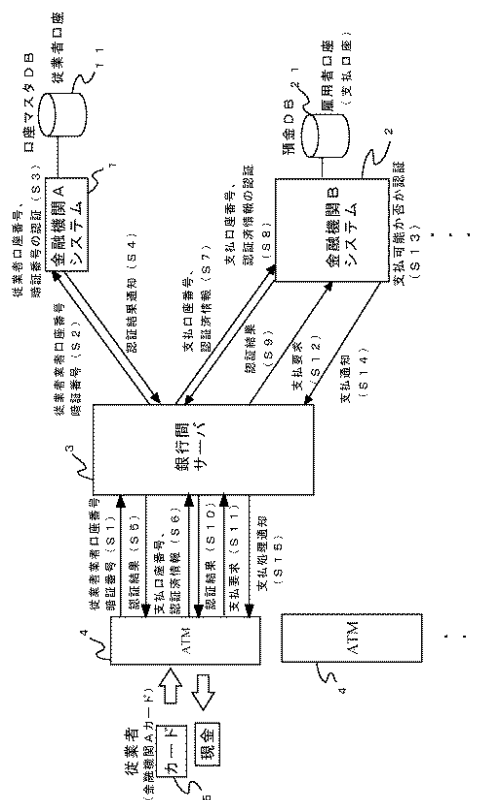 口座マスタDB
11
従業者口座
従業者口座番号、
暗証番号の認証(S3)
金融機関A
システム
1
預金DB
21
雇用者口座
(支払口座)
支払口座番号、
認証済情報の認証
(S8)
金融機関B
システム
2
支払可能か否か認証
(S13)
従業者業者口座番号
暗証番号(S2)
認証結果通知(S4)
支払口座番号、
認証済情報(S7)
認証結果
(S9)
支払要求
(S12)
支払通知
(S14)
3
銀行間
サーバ
従業者業者口座番号
暗証番号(S1)
認証結果(S5)
支払口座番号、
認証済情報(S6)
認証結果(S10)
支払要求(S11)
支払処理通知
(S15)
4
ATM
ATM
4
従業者
(金融機関Aカード)
カード
現金
5